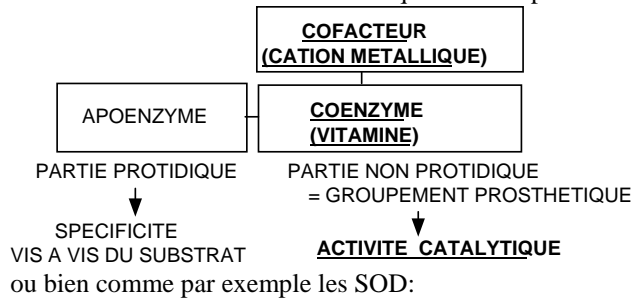 COFACTEUR
(CATION METALLIQUE)
APOENZYME
COENZYME
(VITAMINE)
PARTIE PROTIDIQUE
PARTIE NON PROTIDIQUE
= GROUPEMENT PROSTHETIQUE
SPECIFICITE
VIS A VIS DU SUBSTRAT
ACTIVITE CATALYTIQUE
ou bien comme par exemple les SOD: